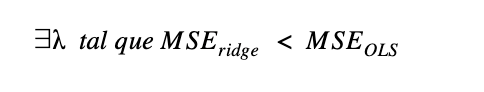 ∃λ tal que MSE_ridge < MSE_OLS